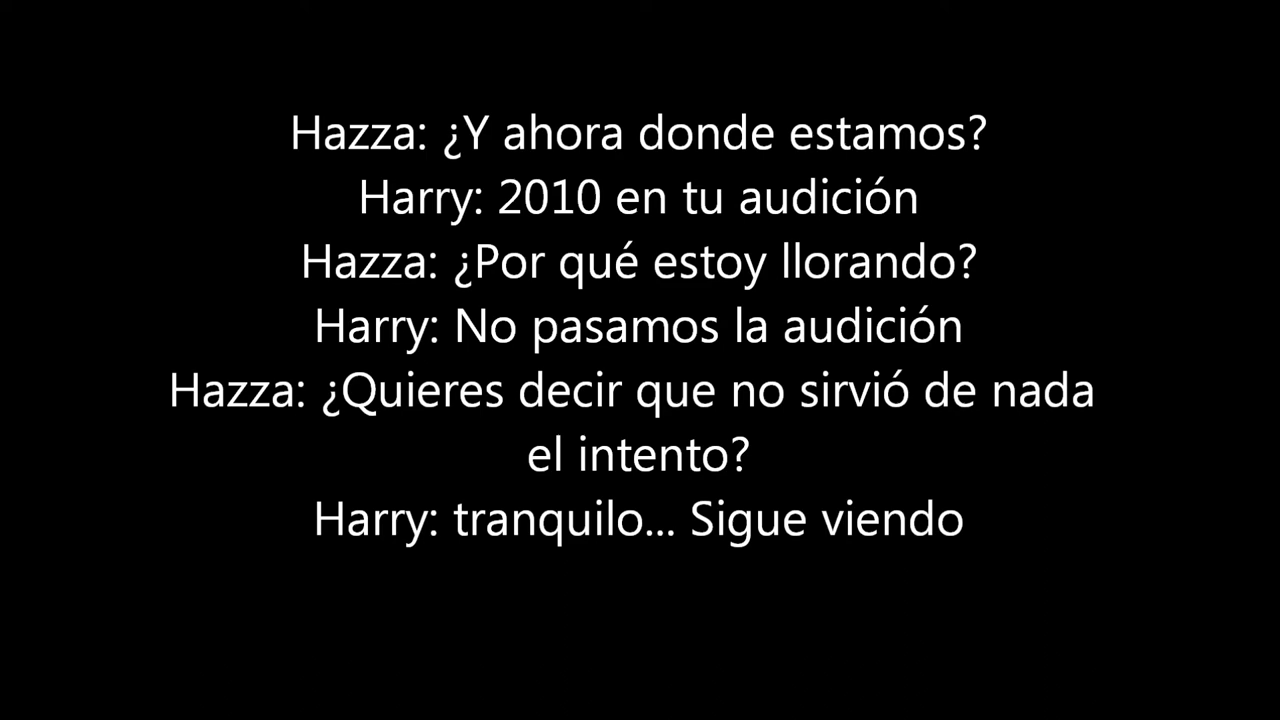 Hazza: ¿Y ahora donde estamos?
Harry: 2010 en tu audición
Hazza: ¿Por qué estoy llorando?
Harry: No pasamos la audición
Hazza: ¿Quieres decir que no sirvió de nada
el intento?
Harry: tranquilo... Sigue viendo